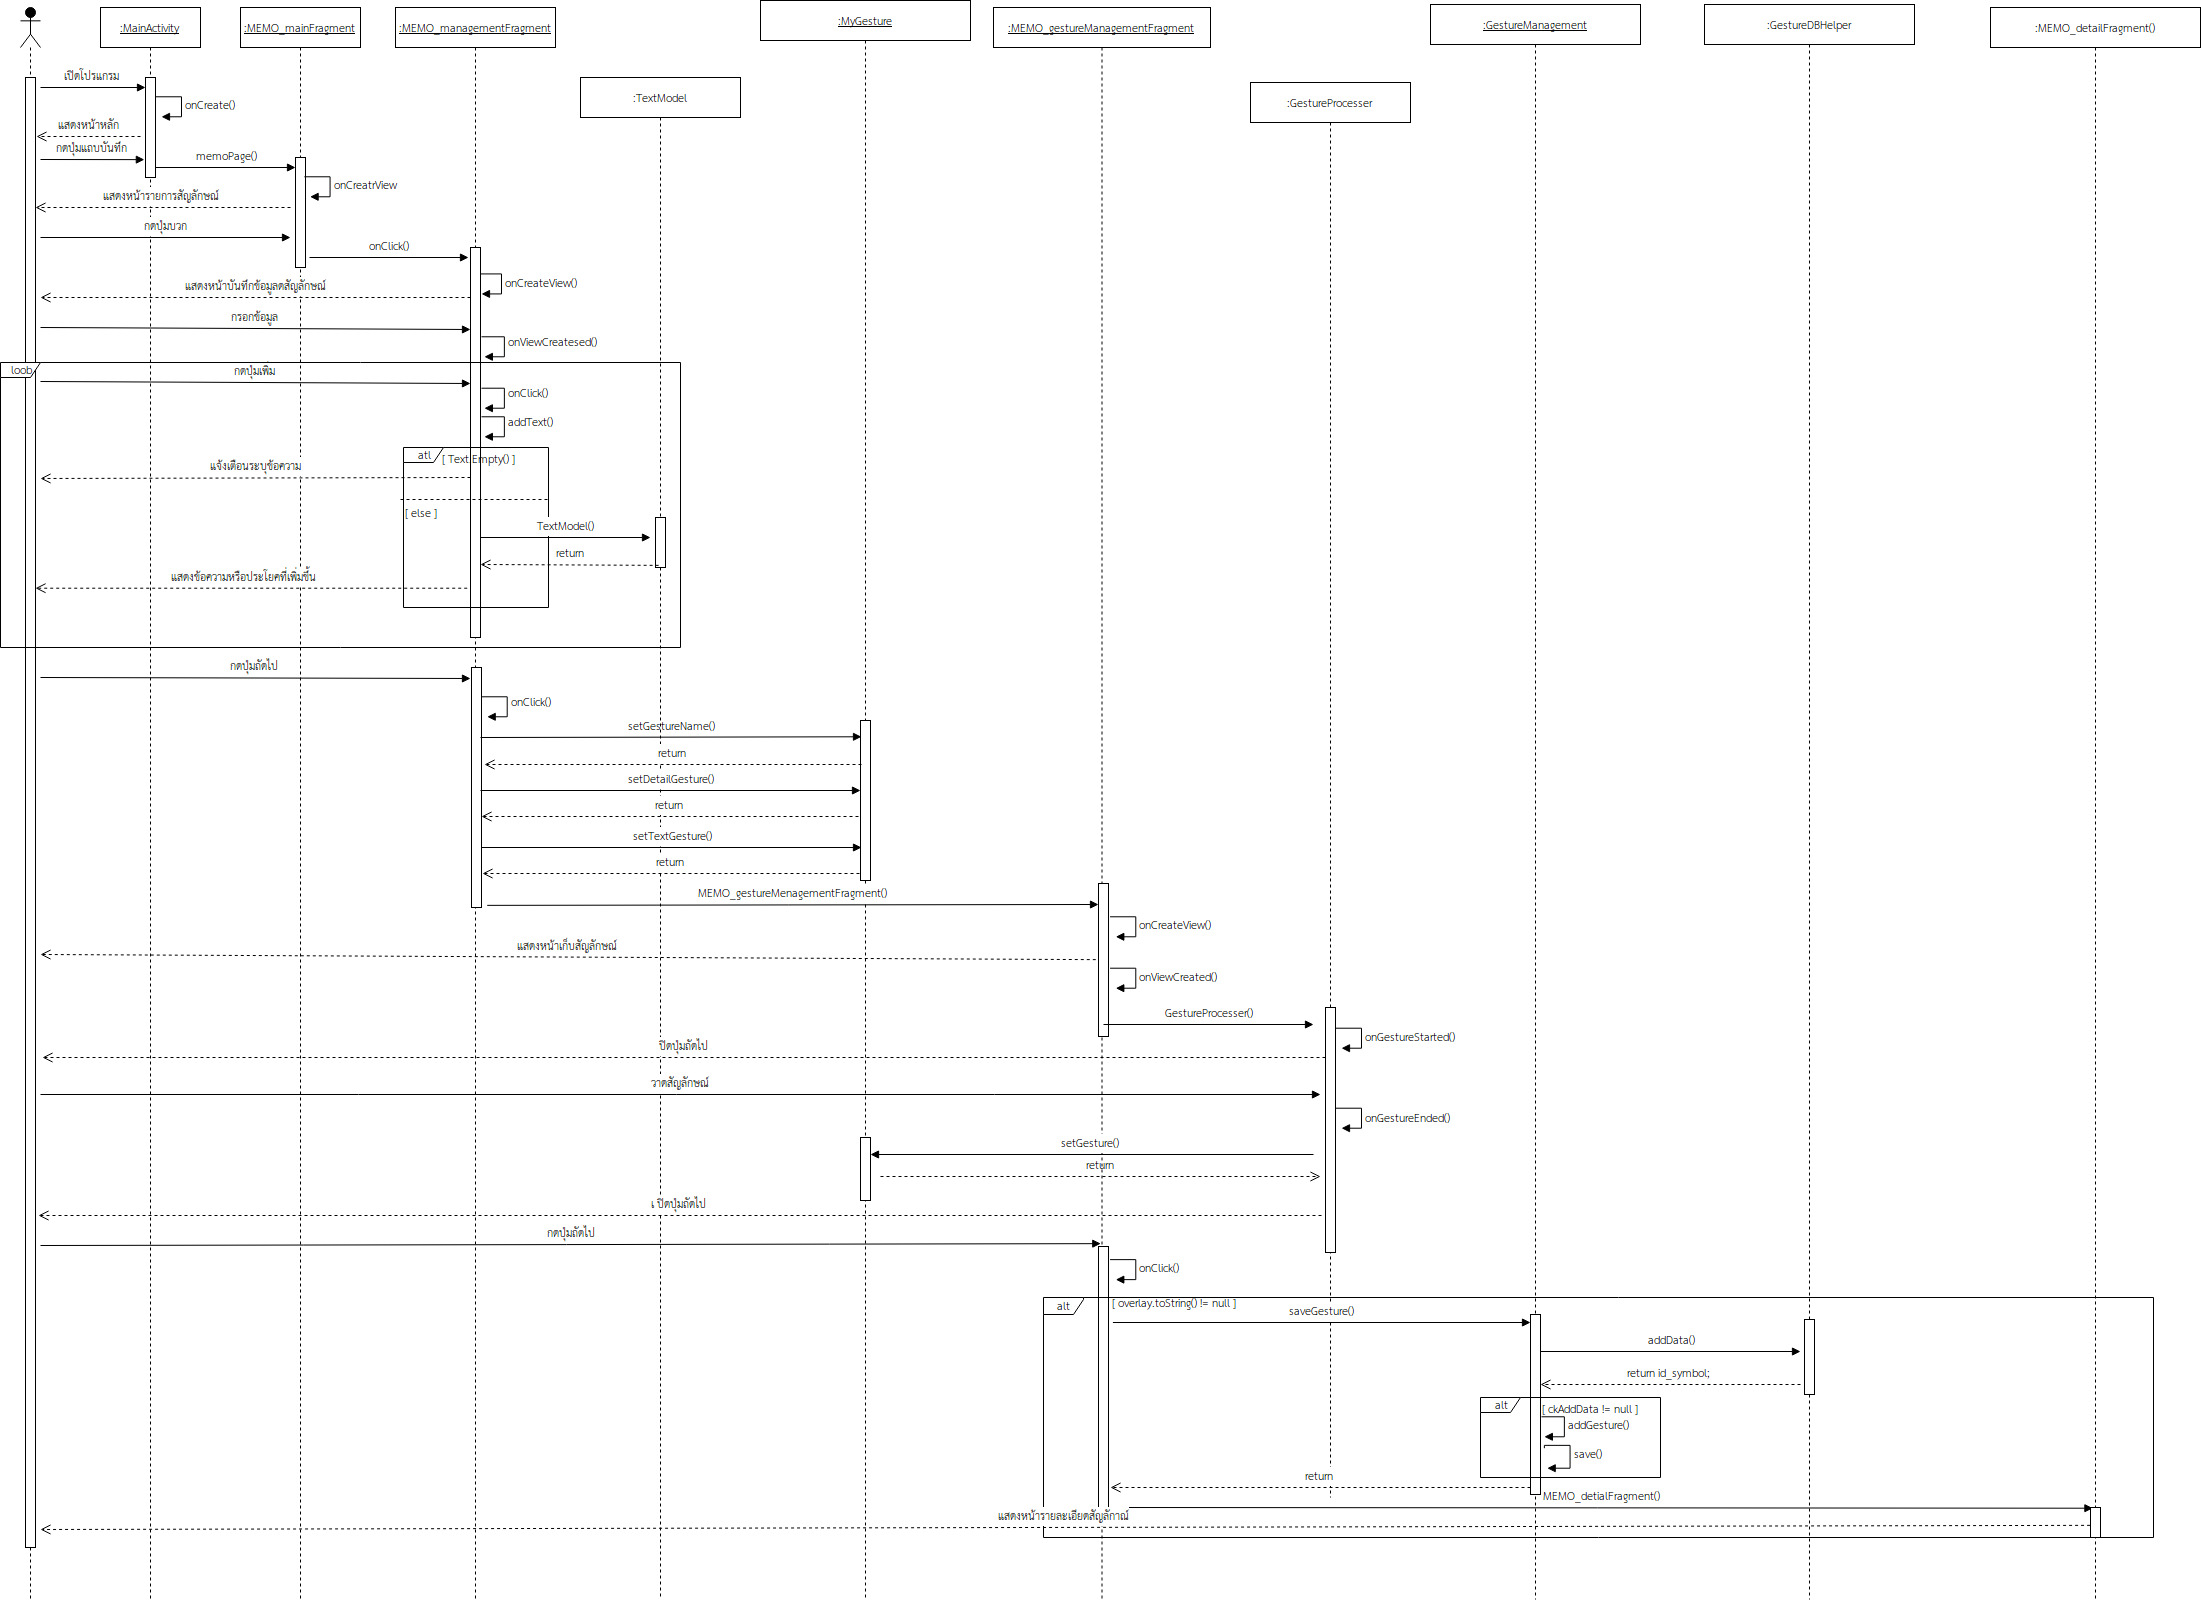 :MainActivity
:MEMO_mainFragment
:MEMO_managementFragment
:MyGesture
:MEMO_gestureManagementFragment
:GestureManagement
:GestureDBHelper
:MEMO_detailFragment()
:TextModel
:GestureProcesser
เปิดโปรแกรม
onCreate()
แสดงหน้าหลัก
กดปุ่มแถบบันทึก
memoPage()
onCreatrView
แสดงหน้ารายการสัญลักษณ์
กดปุ่มบวก
onClick()
onCreateView()
แสดงหน้าบันทึกข้อมูลดสัญลักษณ์
กรอกข้อมูล
onViewCreatesed()
loob
กดปุ่มเพิ่ม
onClick()
addText()
atl
[ Text.Empty() ]
แจ้งเตือนระบุข้อความ
[ else ]
TextModel()
return
แสดงข้อความหรือประโยคที่เพิ่มขึ้น
กดปุ่มถัดไป
onClick()
setGestureName()
return
setDetailGesture()
return
setTextGesture()
return
MEMO_gestureMenagementFragment()
onCreateView()
แสดงหน้าเก็บสัญลักษณ์
onViewCreated()
GestureProcesser()
onGestureStarted()
ปิดปุ่มถัดไป
วาดสัญลักษณ์
onGestureEnded()
setGesture()
return
เ ปิดปุ่มถัดไป
กดปุ่มถัดไป
onClick()
alt
[ overlay.toString() != null ]
saveGesture()
addData()
return id_symbol;
alt
[ ckAddData != null ]
addGesture()
save()
return
MEMO_detialFragment()
แสดงหน้ารายละเอียดสัญลักาณ์